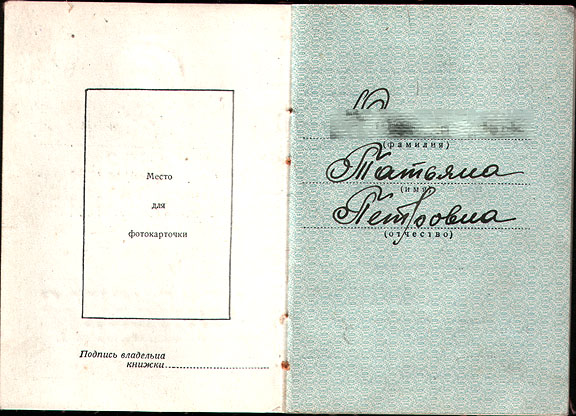 Место
для
фотокарточки
Подпись владельца
книжки
(фамилия)
Татьяна
(имя)
Петровна
(отчество)